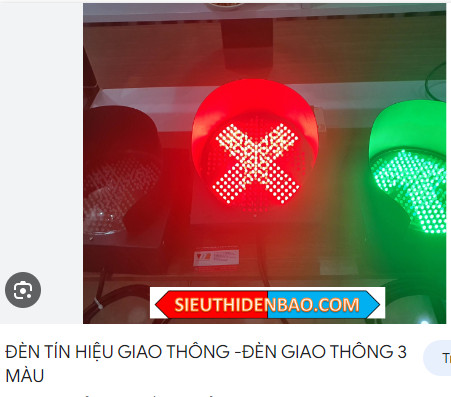 SIEUTHIDENBAO.COM
ĐÈN TÍN HIỆU GIAO THÔNG -ĐÈN GIAO THÔNG 3
MÀU